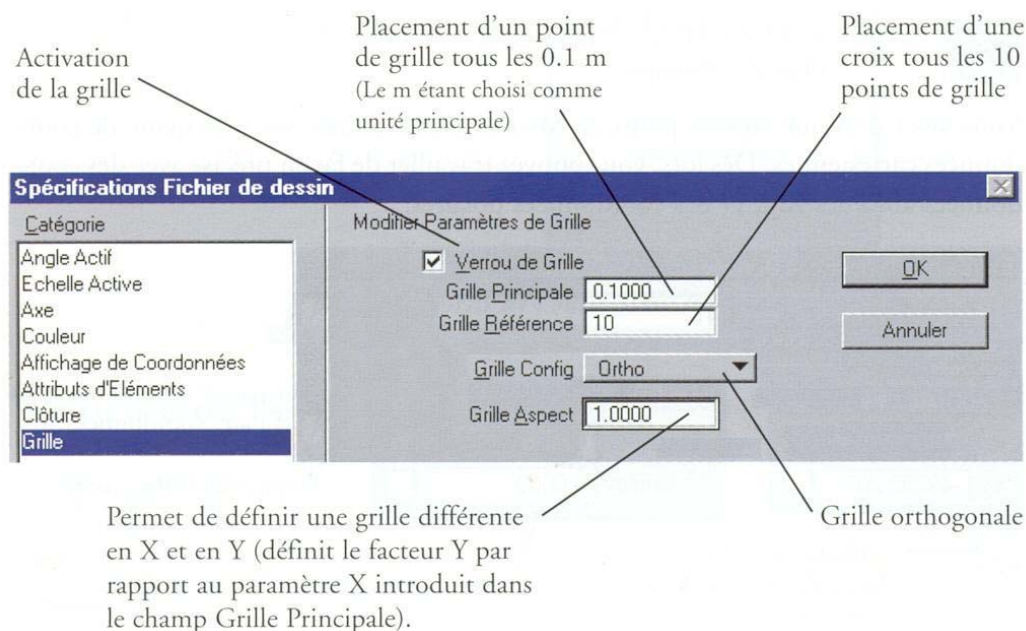 Activation
de la grille
Placement d'un point
de grille tous les 0.1 m
(Le m étant choisi comme
unité principale)
Placement d'une
croix tous les 10
points de grille
Spécifications Fichier de dessin
Catégorie
Angle Actif
Echelle Active
Axe
Couleur
Affichage de Coordonnées
Attributs d'Eléments
Clôture
Grille
Modifier Paramètres de Grille
Verrou de Grille
Grille Principale 0.1000
Grille Référence 10
Grille Config Ortho
Grille Aspect 1.0000
OK
Annuler
Permet de définir une grille différente
en X et en Y (définit le facteur Y par
rapport au paramètre X introduit dans
le champ Grille Principale).
Grille orthogonale